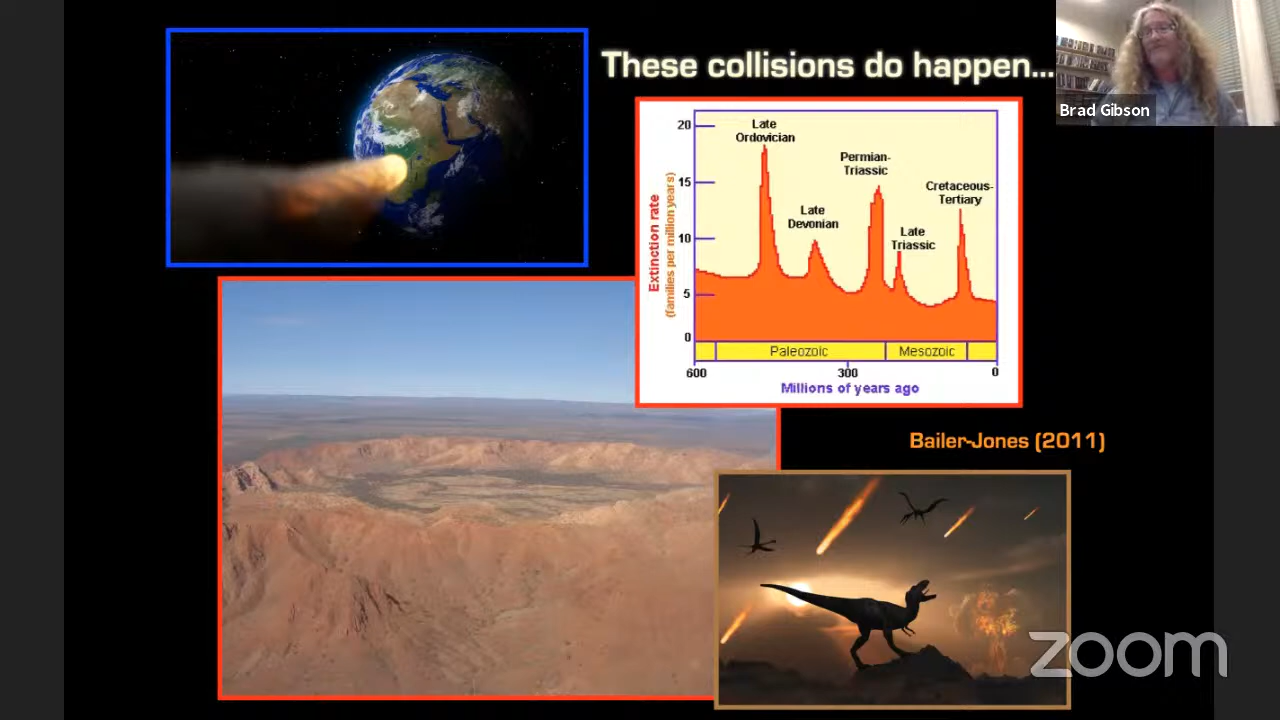 These collisions do happen...
Brad Gibson
20
15
10
5
0
Extinction rate
(families per million years)
Late
Ordovician
Late
Devonian
Permian-
Triassic
Late
Triassic
Cretaceous-
Tertiary
Paleozoic
Mesozoic
600
300
0
Millions of years ago
Bailer-Jones (2011)
zoom